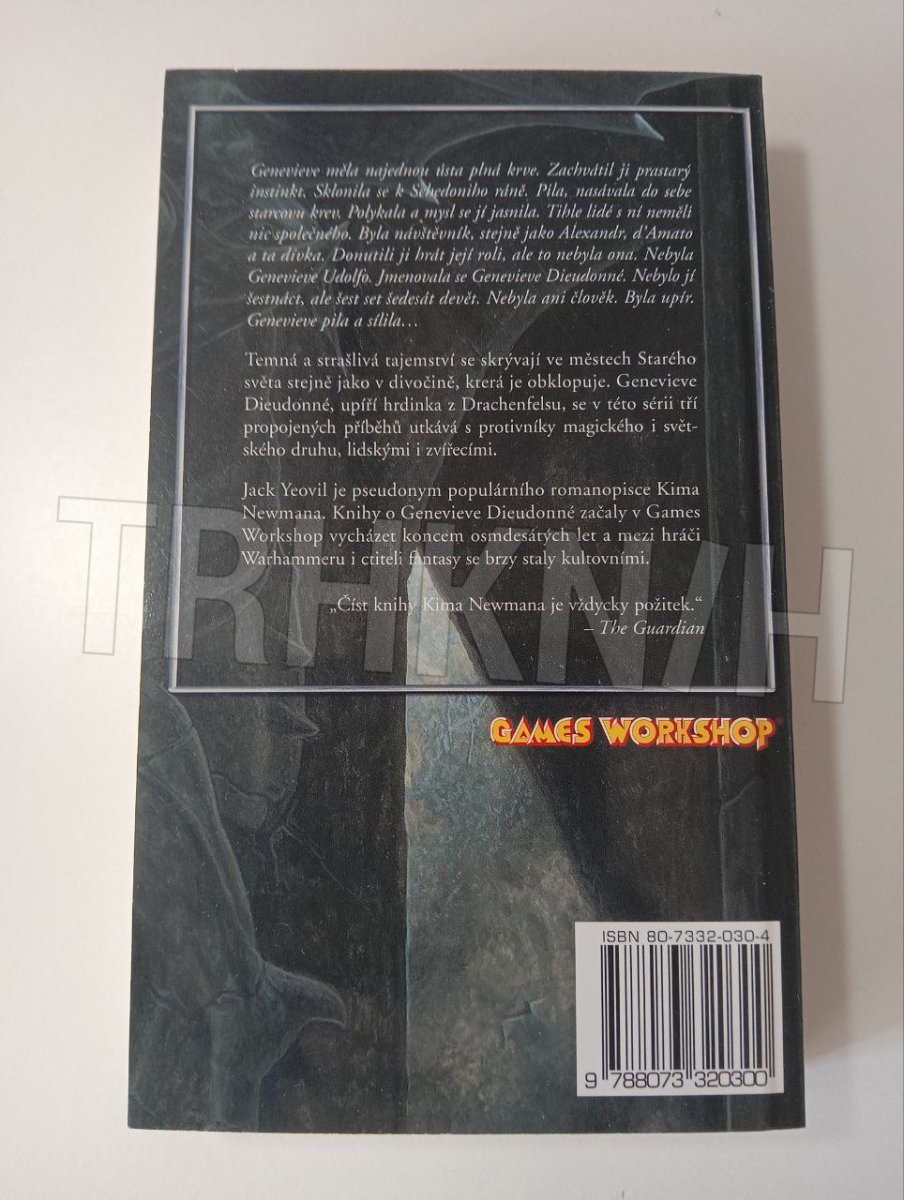 Genevieve měla najednou ústa plná krve. Zachvátil ji prastarý
instinkt. Sklonila se k Schedoniho ráně. Pila, nasávala do sebe
starcovu krev. Polykala a mysl se jí jasnila. Tihle lidé s ní neměli
nic společného. Byla návštěvník, stejně jako Alexandr, d’Amato
a ta dívka. Donutili ji hrát její roli, ale to nebyla ona. Nebyla
Genevieve Udolfo. Jmenovala se Genevieve Dieudonné. Nebylo jí
šestnáct, ale šest set šedesát devět. Nebyla ani člověk. Byla upír.
Genevieve pila a sílila…
Temná a strašlivá tajemství se skrývají ve městech Starého
světa stejně jako v divočině, která je obklopuje. Genevieve
Dieudonné, upíří hrdinka z Drachenfelsu, se v této sérii tří
propojených příběhů utkává s protivníky magického i svět-
ského druhu, lidskými i zvířecími.
Jack Yeovil je pseudonym populárního romanopisce Kima
Newmana. Knihy o Genevieve Dieudonné začaly v Games
Workshop vycházet koncem osmdesátých let a mezi hráči
Warhammeru i ctiteli fantasy se brzy staly kultovními.
TRHKNIH
„Číst knihy Kima Newmana je vždycky požitek.“
– The Guardian
GAMES WORKSHOP
ISBN 80-7332-030-4
9 788073 320300